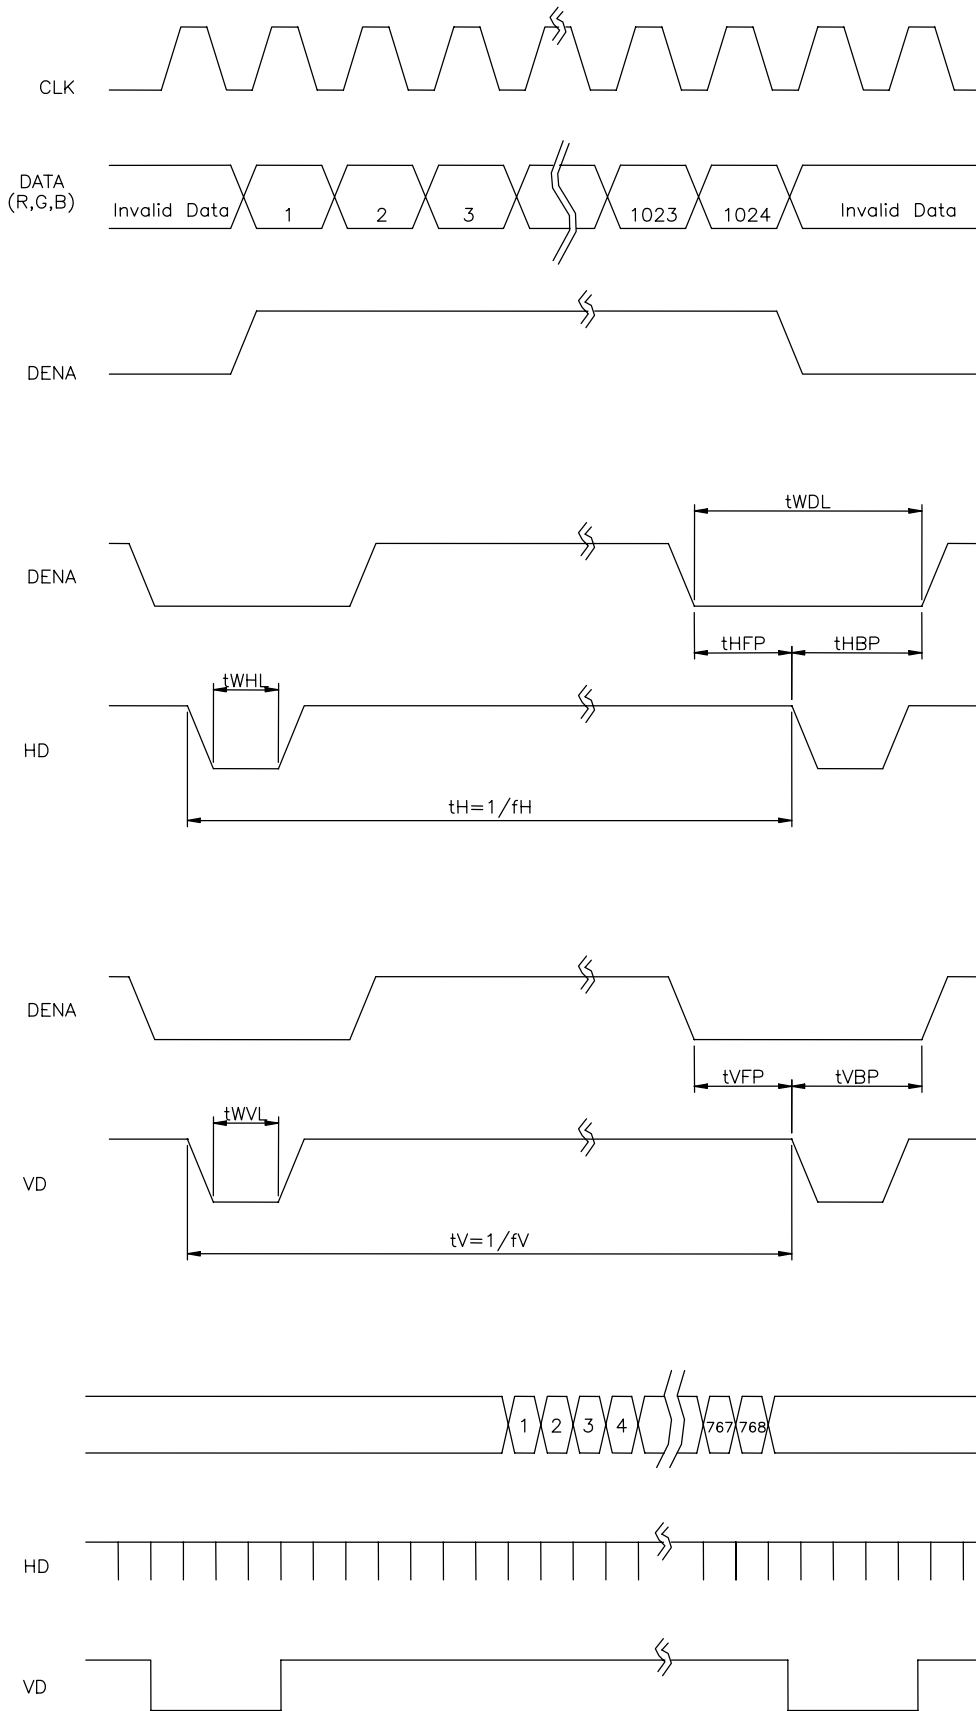 CLK
DATA
(R,G,B)
Invalid Data 1 2 3 1023 1024 Invalid Data
DENA
tWDL
DENA
tHFP tHBP
tWHL
HD
tH=1/fH
DENA
tVFP tVBP
tWVL
VD
tV=1/fV
1 2 3 4 767 768
HD
VD